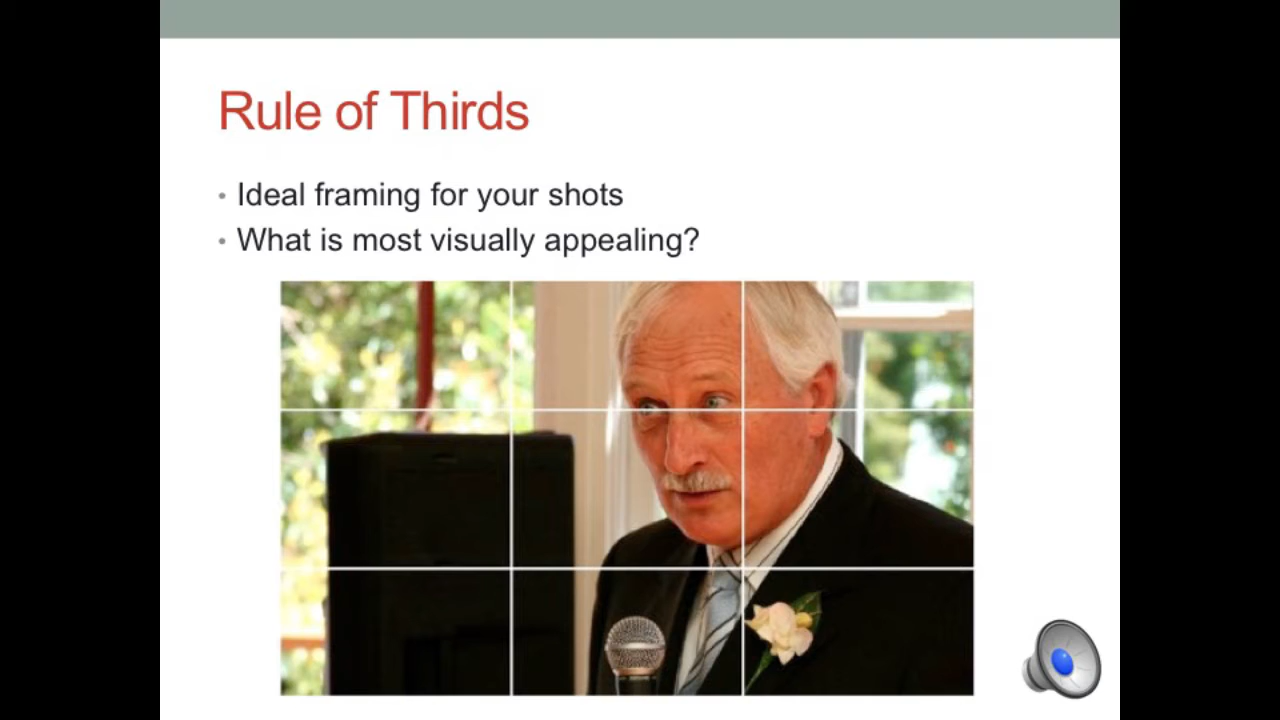 Rule of Thirds
• Ideal framing for your shots
• What is most visually appealing?